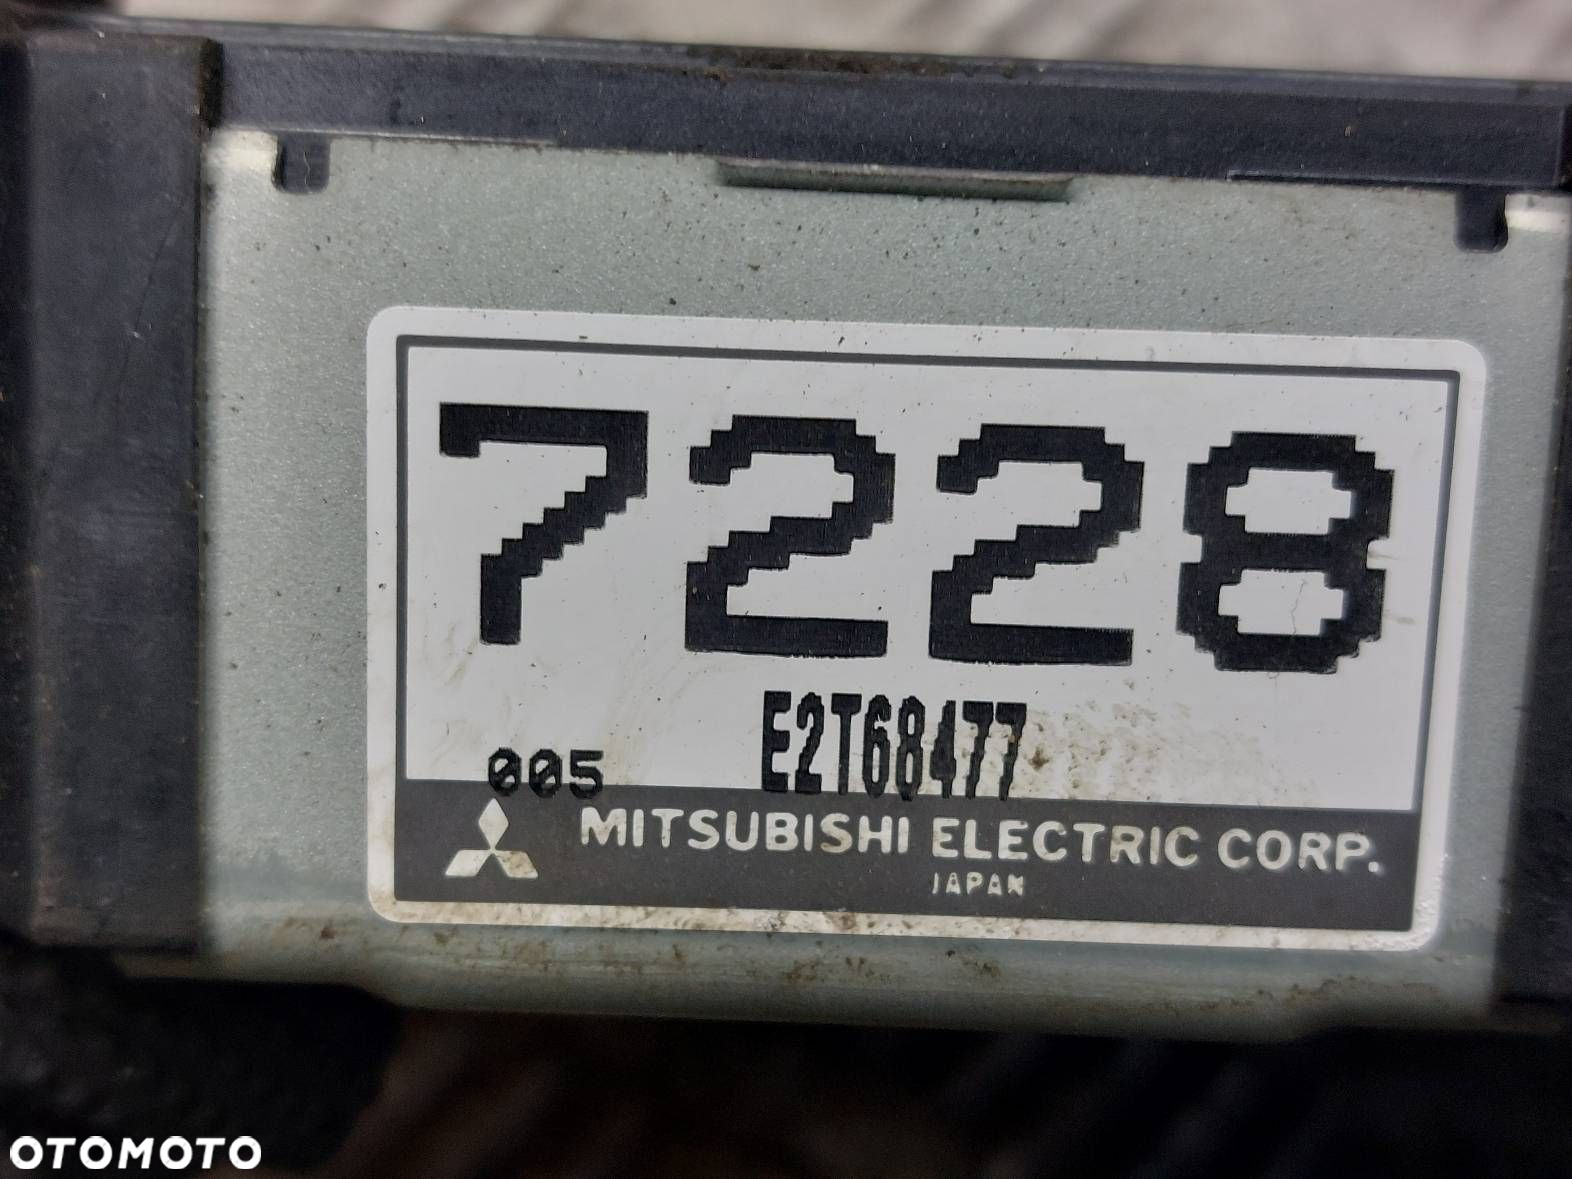 7228
E2T68477
005
MITSUBISHI ELECTRIC CORP.
JAPAN
OTOMOTO